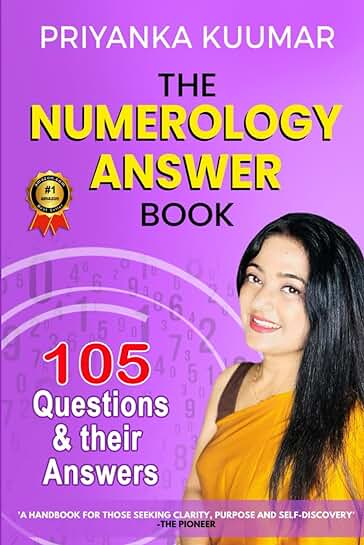 PRIYANKA KUUMAR
THE
NUMEROLOGY
ANSWER
BOOK
#1
AMAZON
105
Questions
& their
Answers
'A HANDBOOK FOR THOSE SEEKING CLARITY, PURPOSE AND SELF-DISCOVERY'
-THE PIONEER